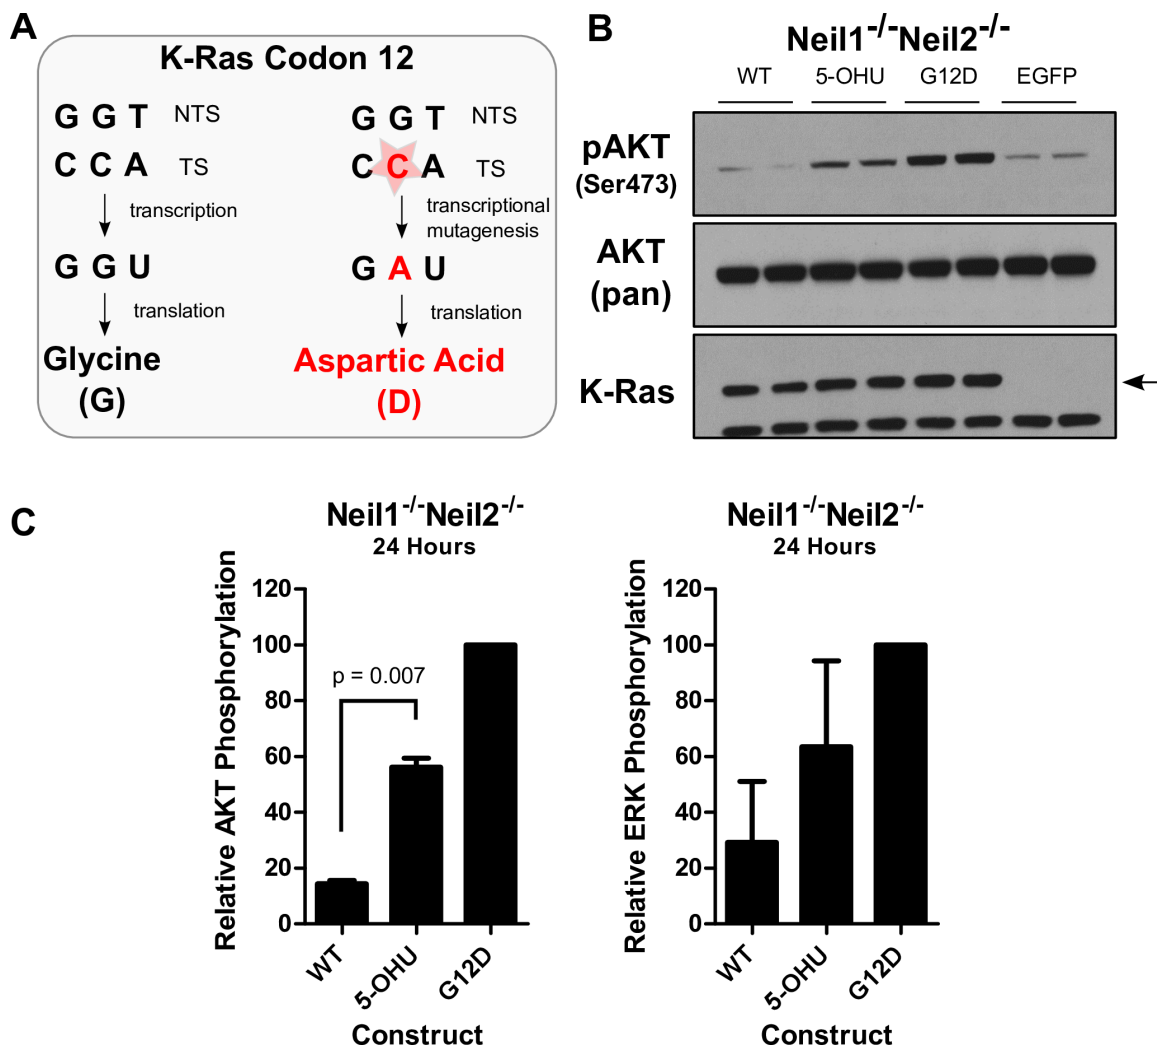 A
K-Ras Codon 12
G G T NTS
C C A TS
transcription
G G U
translation
Glycine
(G)
G G T NTS
C C A TS
transcriptional
mutagenesis
G A U
translation
Aspartic Acid
(D)
B
Neil1-/-Neil2-/-
WT 5-OHU G12D EGFP
pAKT
(Ser473)
AKT
(pan)
K-Ras
C
Neil1-/-Neil2-/-
24 Hours
Relative AKT Phosphorylation
120
100
80
60
40
20
0
p = 0.007
WT
5-OHU
G12D
Construct
Neil1-/-Neil2-/-
24 Hours
Relative ERK Phosphorylation
120
100
80
60
40
20
0
WT
5-OHU
G12D
Construct